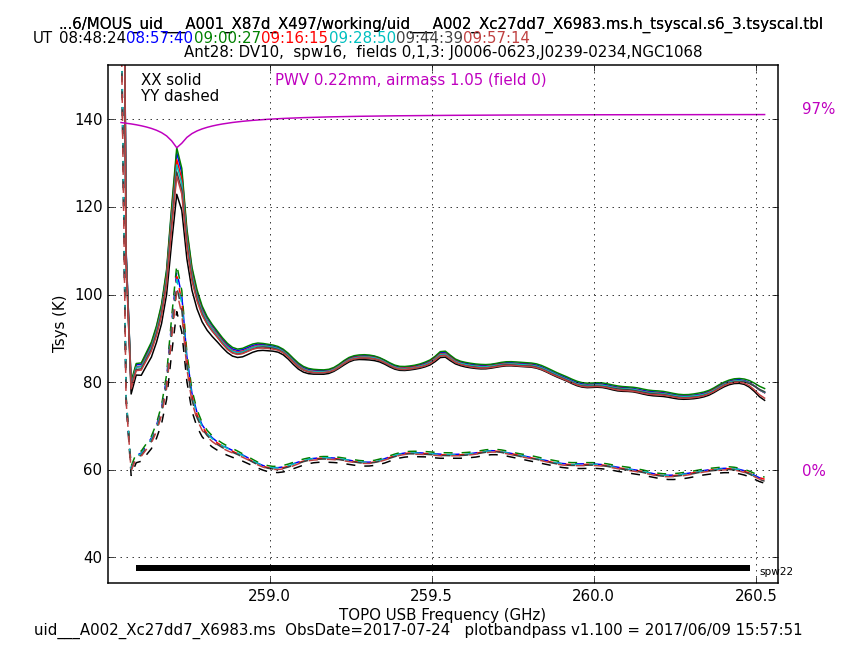 ...6/MOUS_uid___A001_X87d_X497/working/uid___A002_Xc27dd7_X6983.ms.h_tsyscal.s6_3.tsyscal.tbl
UT 08:48:24 08:57:40 09:00:27 09:16:15 09:28:50 09:44:39 09:57:14
Ant28: DV10, spw16, fields 0,1,3: J0006-0623,J0239-0234,NGC1068
XX solid
YY dashed
PWV 0.22mm, airmass 1.05 (field 0)
97%
0%
140
120
100
80
60
40
Tsys (K)
spw22
259.0 259.5 260.0 260.5
TOPO USB Frequency (GHz)
uid___A002_Xc27dd7_X6983.ms ObsDate=2017-07-24 plotbandpass v1.100 = 2017/06/09 15:57:51